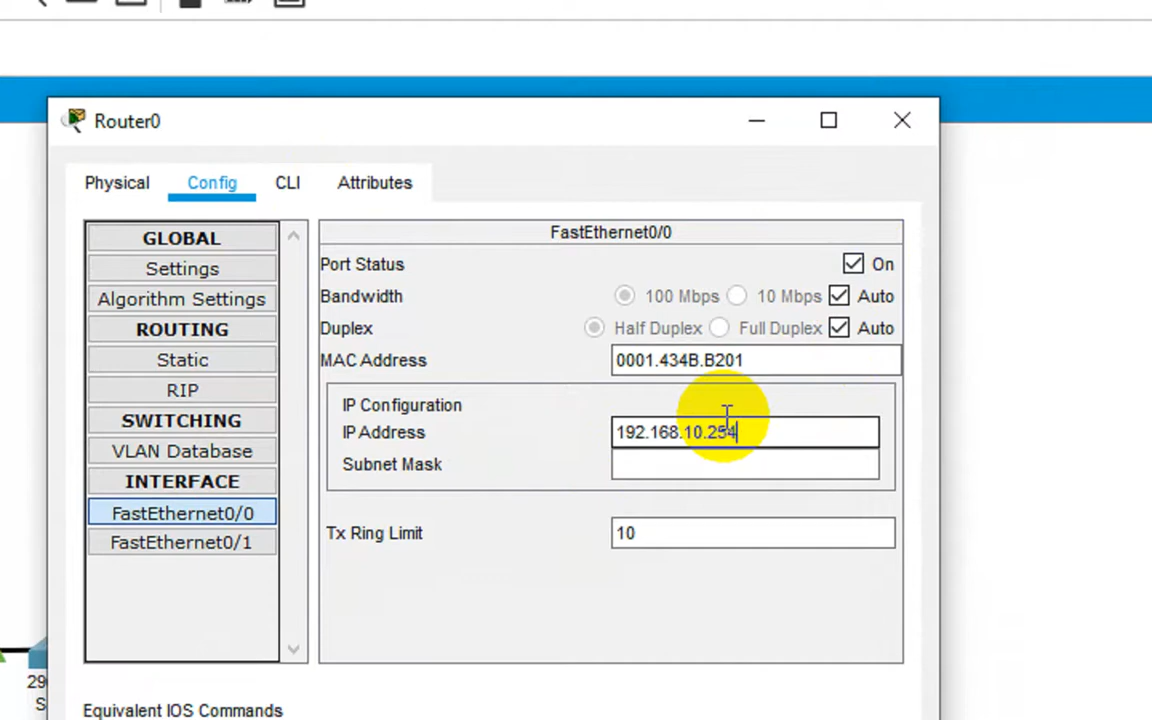 Router0
Physical Config CLI Attributes
GLOBAL
Settings
Algorithm Settings
ROUTING
Static
RIP
SWITCHING
VLAN Database
INTERFACE
FastEthernet0/0
FastEthernet0/1
FastEthernet0/0
Port Status On
Bandwidth 100 Mbps 10 Mbps Auto
Duplex Half Duplex Full Duplex Auto
MAC Address 0001.434B.B201
IP Configuration
IP Address 192.168.10.254
Subnet Mask
Tx Ring Limit 10
29
S
Equivalent IOS Commands